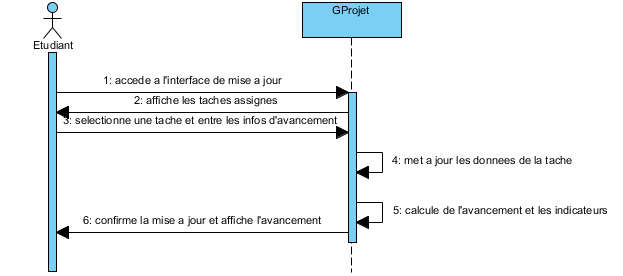 GProjet
Etudiant
1: accede a l'interface de mise a jour
2: affiche les taches assignes
3: selectionne une tache et entre les infos d'avancement
4: met a jour les donnees de la tache
5: calcule de l'avancement et les indicateurs
6: confirme la mise a jour et affiche l'avancement